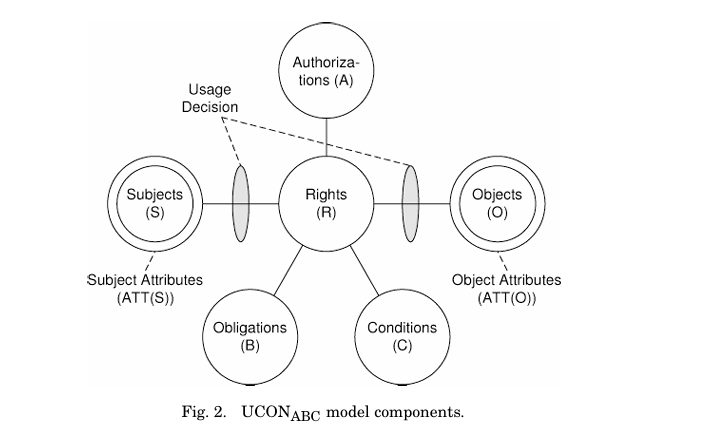 Authoriza-
tions (A)
Usage
Decision
Subjects
(S)
Rights
(R)
Objects
(O)
Subject Attributes
(ATT(S))
Object Attributes
(ATT(O))
Obligations
(B)
Conditions
(C)
Fig. 2. UCONABC model components.